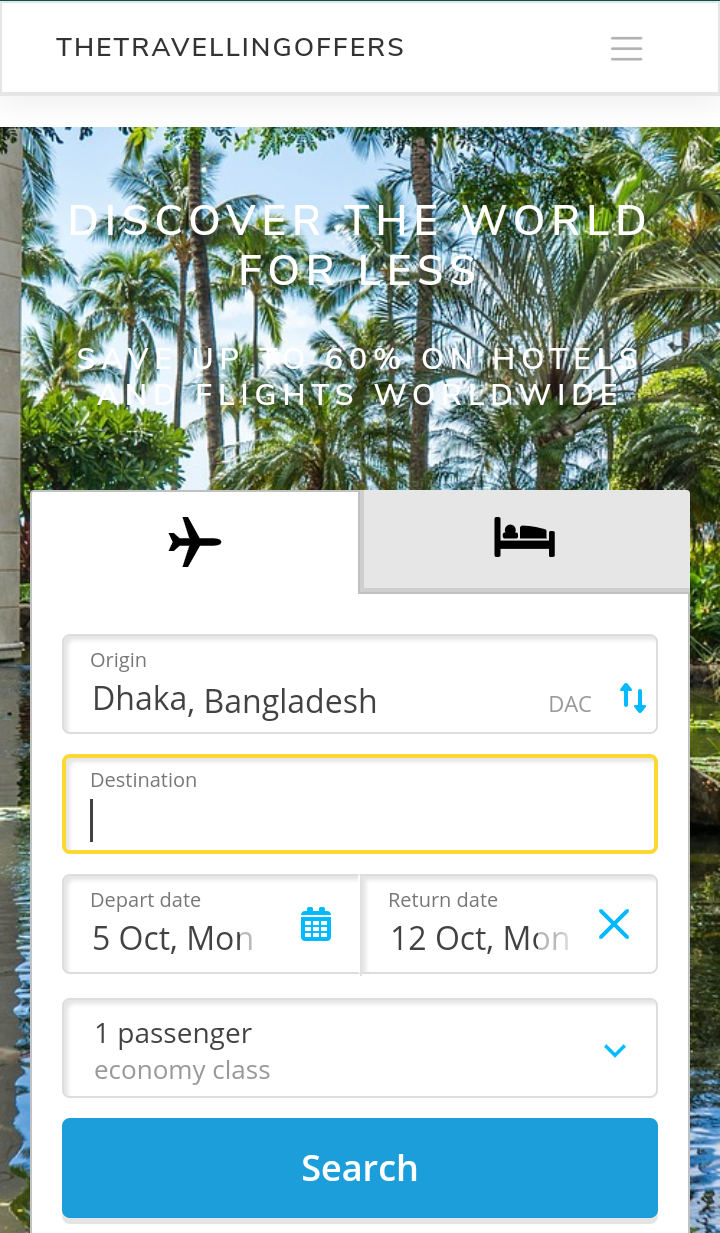 THETRAVELLINGOFFERS
DISCOVER THE WORLD
FOR LESS
SAVE UP TO 60% ON HOTELS
AND FLIGHTS WORLDWIDE
Origin
Dhaka, Bangladesh DAC
Destination
Depart date Return date
5 Oct, Mon 12 Oct, Mon
1 passenger
economy class
Search